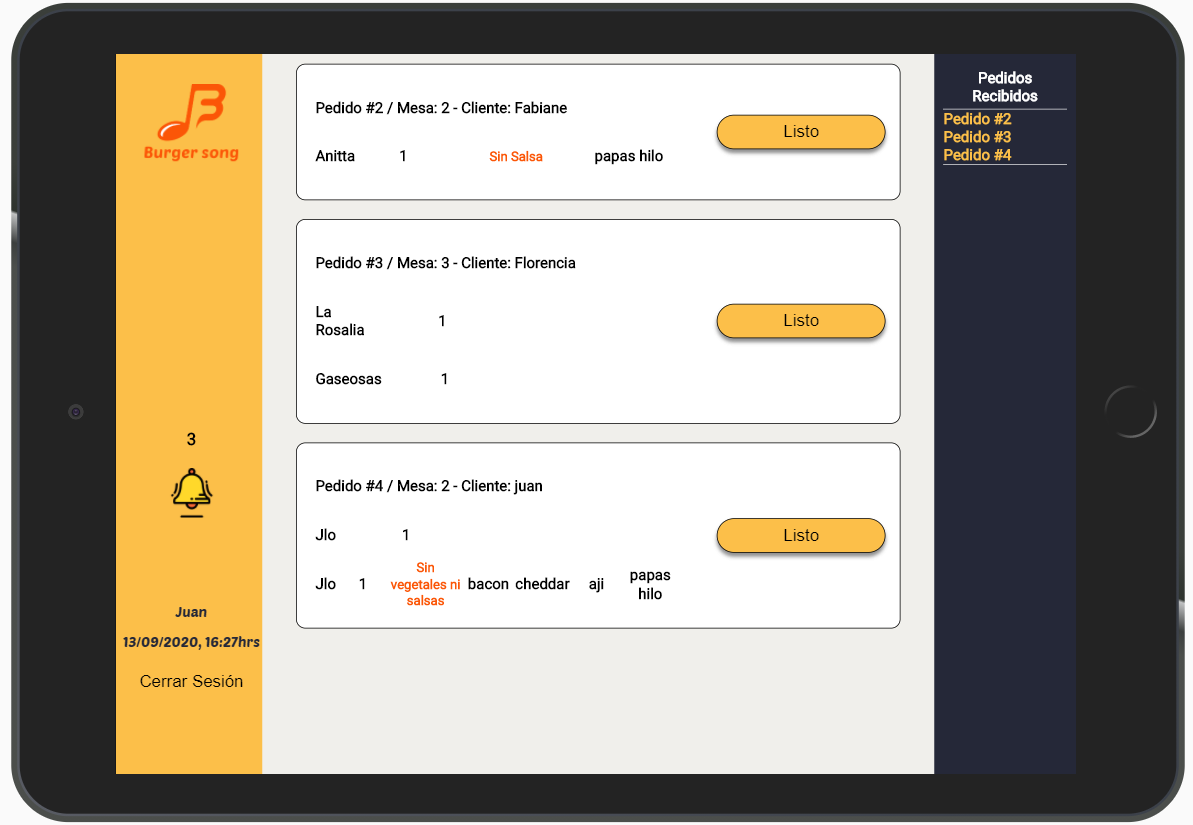 Burger song
3
Juan
13/09/2020, 16:27hrs
Cerrar Sesión
Pedido #2 / Mesa: 2 - Cliente: Fabiane
Anitta 1 Sin Salsa papas hilo
Listo
Pedido #3 / Mesa: 3 - Cliente: Florencia
La
Rosalia
1
Gaseosas 1
Listo
Pedido #4 / Mesa: 2 - Cliente: juan
Jlo 1
Jlo 1
Sin
vegetales ni
salsas
bacon cheddar aji
papas
hilo
Listo
Pedidos
Recibidos
Pedido #2
Pedido #3
Pedido #4